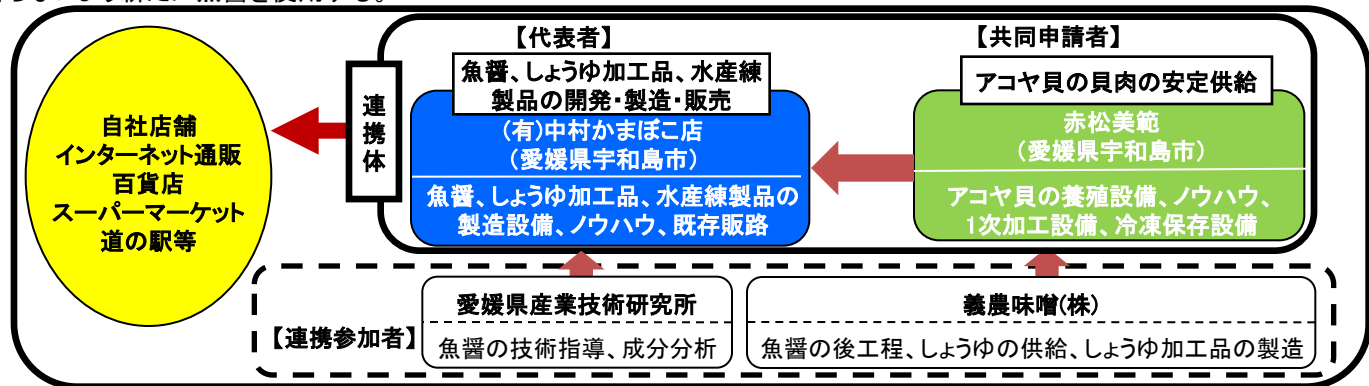 【代表者】
【共同申請者】
魚醤、しょうゆ加工品、水産練
製品の開発・製造・販売
アコヤ貝の貝肉の安定供給
連
携
体
自社店舗
インターネット通販
百貨店
スーパーマーケット
道の駅等
(有)中村かまぼこ店
(愛媛県宇和島市)
魚醤、しょうゆ加工品、水産練製品の
製造設備、ノウハウ、既存販路
赤松美範
(愛媛県宇和島市)
アコヤ貝の養殖設備、ノウハウ、
1次加工設備、冷凍保存設備
【連携参加者】
愛媛県産業技術研究所
魚醤の技術指導、成分分析
義農味噌(株)
魚醤の後工程、しょうゆの供給、しょうゆ加工品の製造